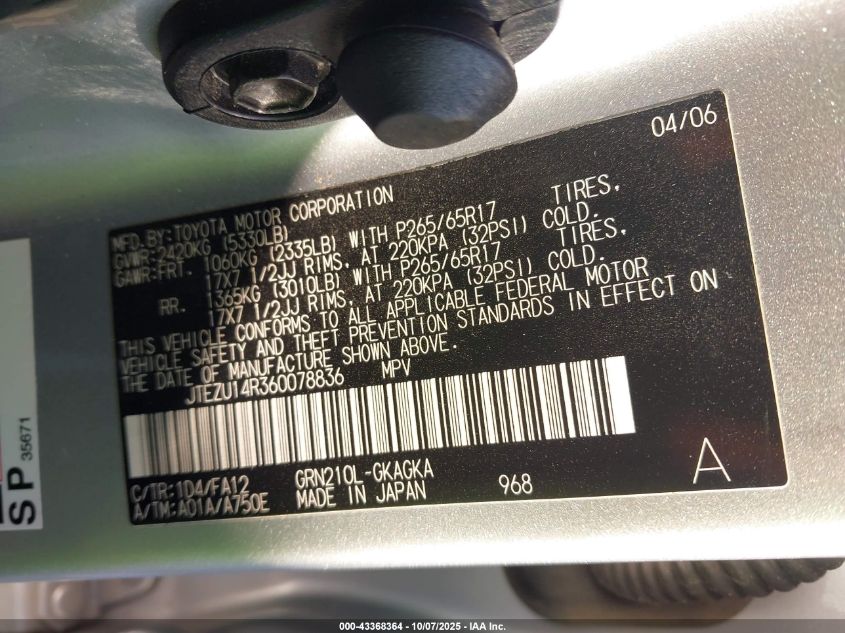 04/06
MFD.BY:TOYOTA MOTOR CORPORATION
GVWR:2420KG (5330LB)
GAWR:FRT. 1060KG (2335LB) WITH P265/65R17 TIRES,
17X7 1/2JJ RIMS, AT 220KPA (32PSI) COLD.
RR. 1365KG (3010LB) WITH P265/65R17 TIRES,
17X7 1/2JJ RIMS, AT 220KPA (32PSI) COLD.
THIS VEHICLE CONFORMS TO ALL APPLICABLE FEDERAL MOTOR
VEHICLE SAFETY AND THEFT PREVENTION STANDARDS IN EFFECT ON
THE DATE OF MANUFACTURE SHOWN ABOVE.
JTEZU14R360078836 MPV
C/TR:1D4/FA12 GRN210L-GKAGKA
A/TM:A01A/A750E MADE IN JAPAN 968
A
SP 35671
000-43368364 | 10/07/2025 - IAA Inc.